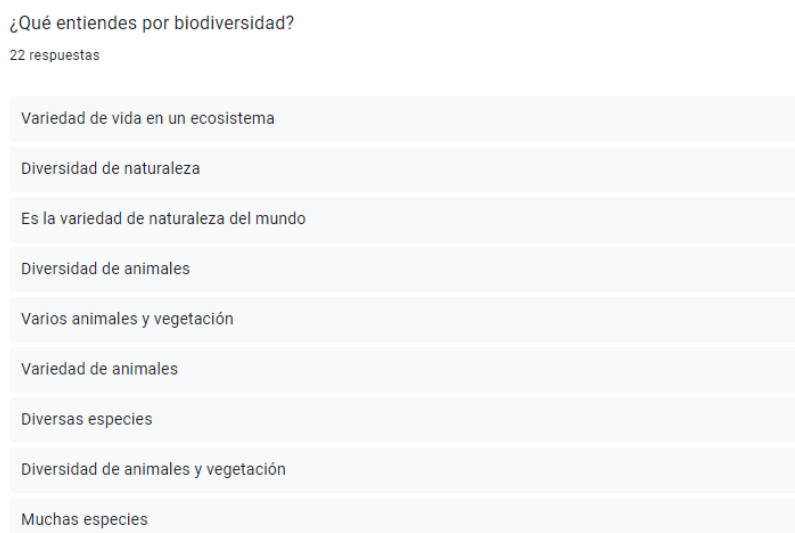 ¿Qué entiendes por biodiversidad?
22 respuestas
Variedad de vida en un ecosistema
Diversidad de naturaleza
Es la variedad de naturaleza del mundo
Diversidad de animales
Varios animales y vegetación
Variedad de animales
Diversas especies
Diversidad de animales y vegetación
Muchas especies